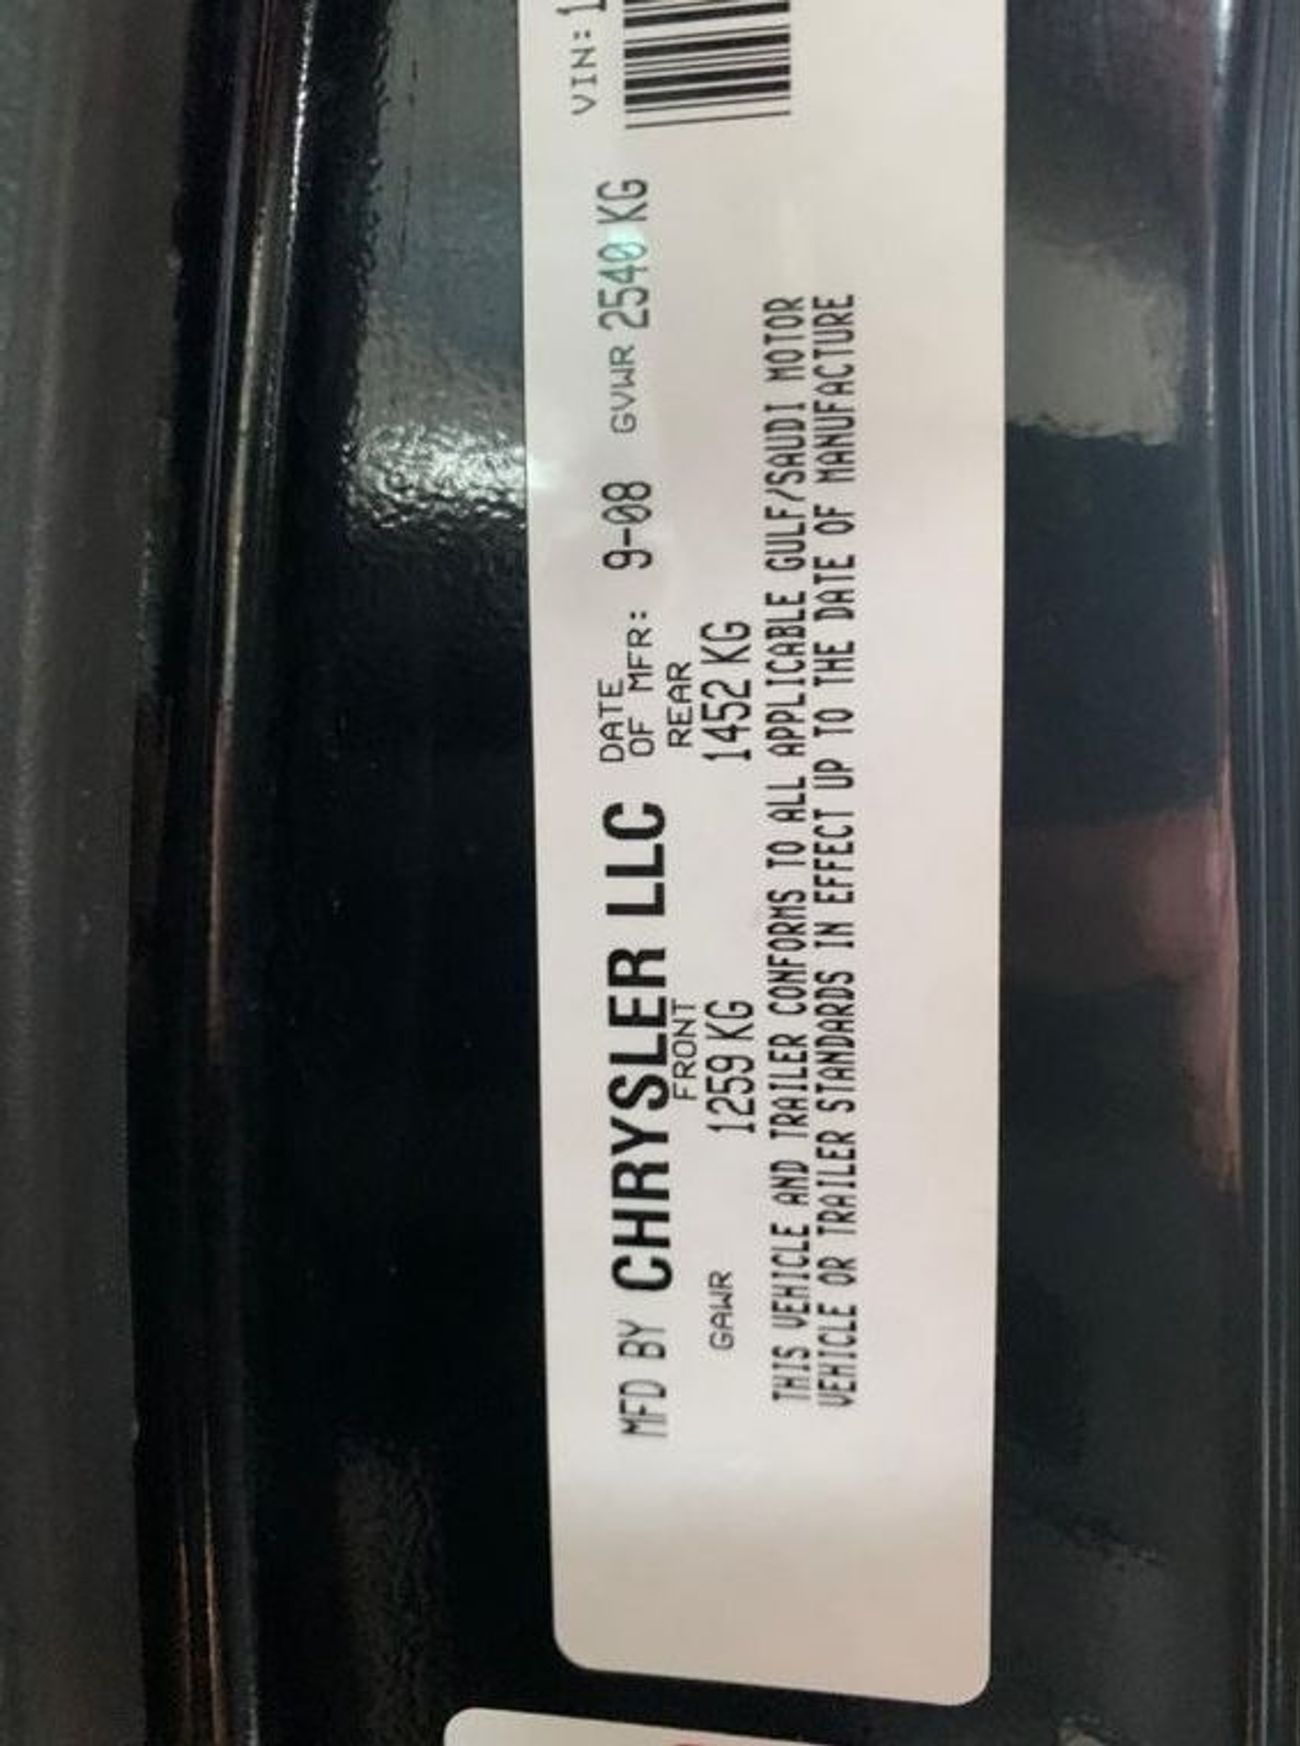 MFD BY CHRYSLER LLC DATE OF MFR: 9-08 GVWR 2540 KG
FRONT REAR
GAWR 1259 KG 1452 KG
THIS VEHICLE AND TRAILER CONFORMS TO ALL APPLICABLE GULF/SAUDI MOTOR
VEHICLE OR TRAILER STANDARDS IN EFFECT UP TO THE DATE OF MANUFACTURE
VIN: 1